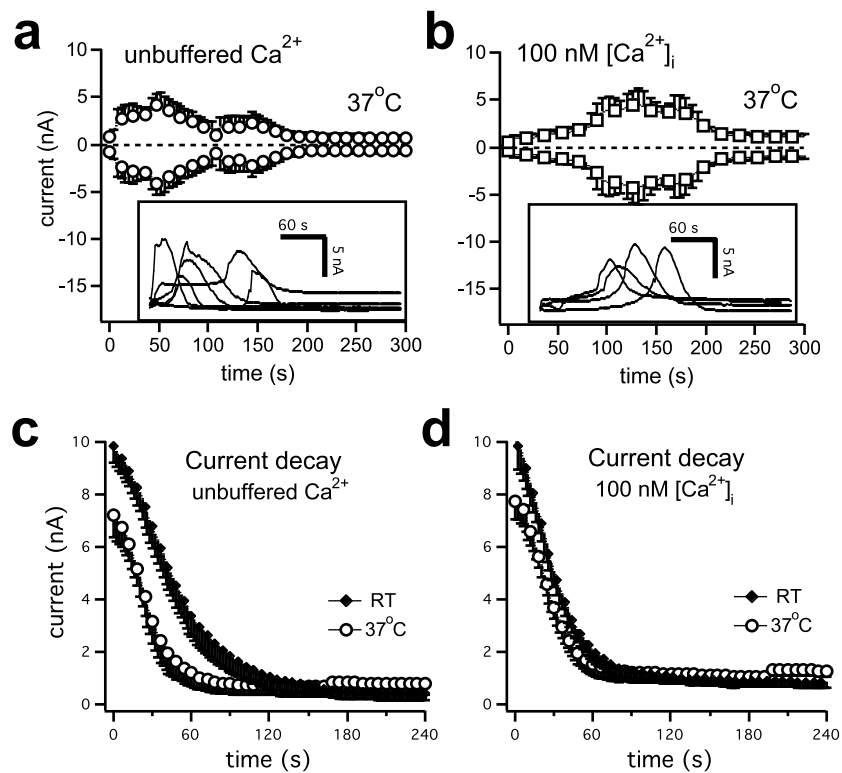 a
unbuffered Ca²⁺
37°C
current (nA)
10
5
0
-5
-10
-15
60 s
5 nA
0 50 100 150 200 250 300
time (s)
b
100 nM [Ca²⁺]ᵢ
37°C
10
5
0
-5
-10
-15
60 s
5 nA
0 50 100 150 200 250 300
time (s)
c
Current decay
unbuffered Ca²⁺
current (nA)
10
8
6
4
2
0
RT
37°C
0 60 120 180 240
time (s)
d
Current decay
100 nM [Ca²⁺]ᵢ
10
8
6
4
2
0
RT
37°C
0 60 120 180 240
time (s)